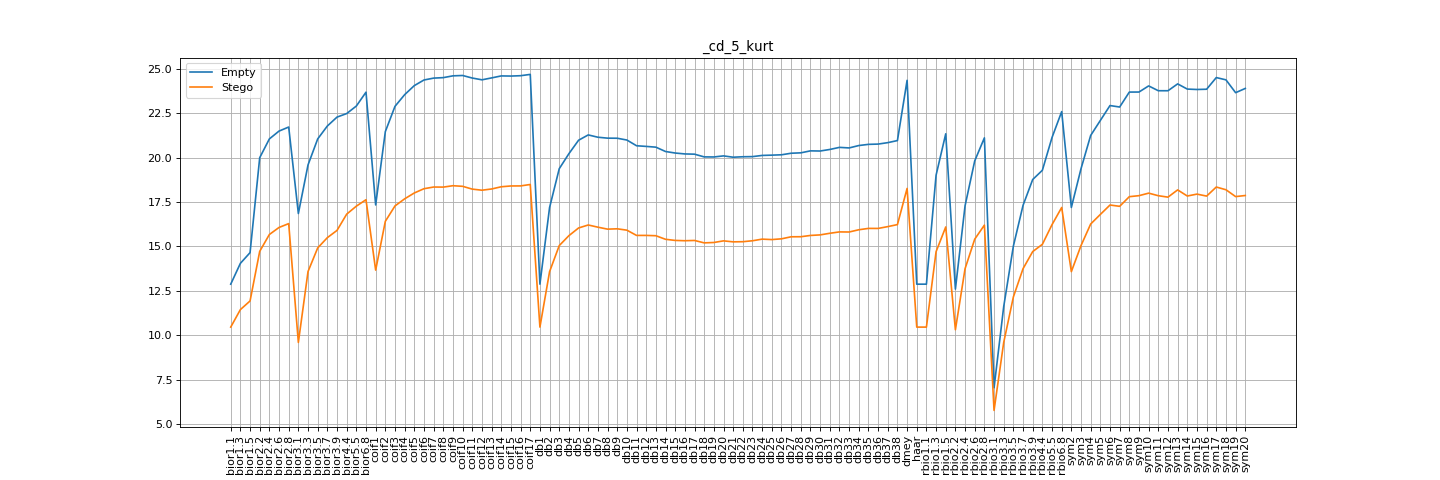 _cd_5_kurt
Empty
Stego
25.0
22.5
20.0
17.5
15.0
12.5
10.0
7.5
5.0
bior1.1
bior1.3
bior1.5
bior2.2
bior2.4
bior2.6
bior2.8
bior3.1
bior3.3
bior3.5
bior3.7
bior3.9
bior4.4
bior5.5
bior6.8
coif1
coif2
coif3
coif4
coif5
coif6
coif7
coif8
coif9
coif10
coif11
coif12
coif13
coif14
coif15
coif16
coif17
db1
db2
db3
db4
db5
db6
db7
db8
db9
db10
db11
db12
db13
db14
db15
db16
db17
db18
db19
db20
db21
db22
db23
db24
db25
db26
db27
db28
db29
db30
db31
db32
db33
db34
db35
db36
db37
db38
dmey
haar
rbio1.1
rbio1.3
rbio1.5
rbio2.2
rbio2.4
rbio2.6
rbio2.8
rbio3.1
rbio3.3
rbio3.5
rbio3.7
rbio3.9
rbio4.4
rbio5.5
rbio6.8
sym2
sym3
sym4
sym5
sym6
sym7
sym8
sym9
sym10
sym11
sym12
sym13
sym14
sym15
sym16
sym17
sym18
sym19
sym20